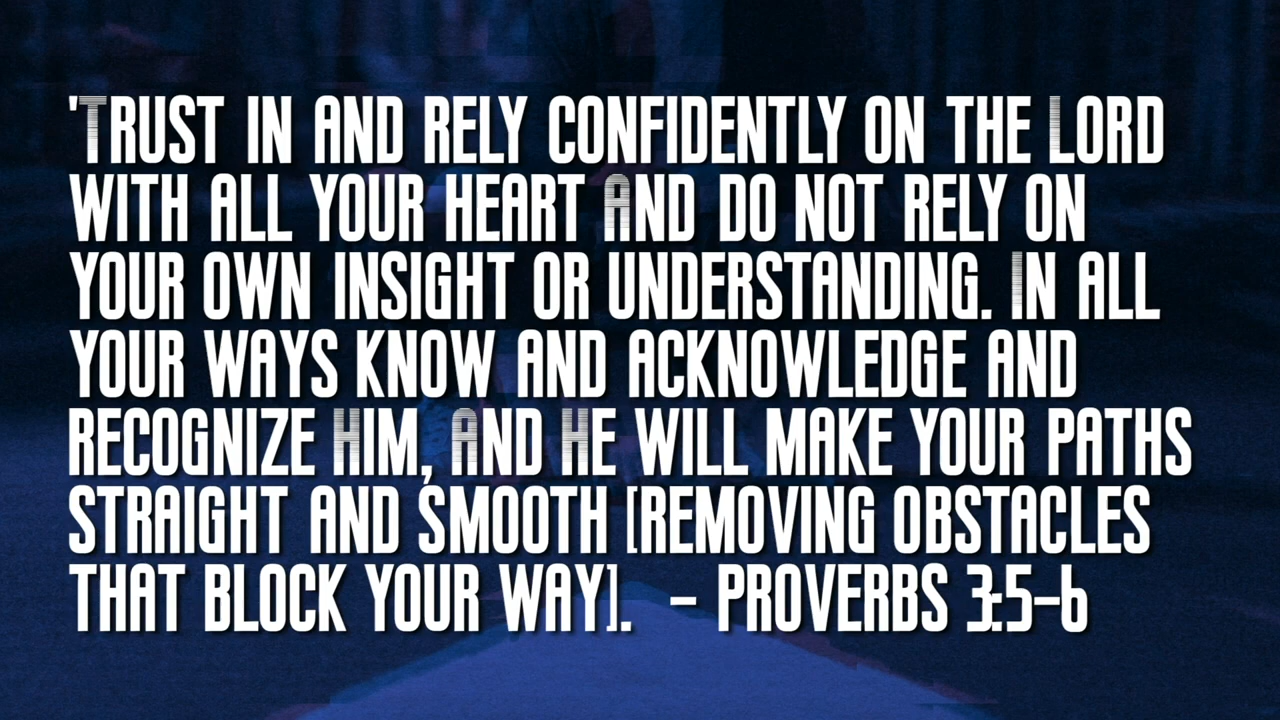 'TRUST IN AND RELY CONFIDENTLY ON THE LORD
WITH ALL YOUR HEART AND DO NOT RELY ON
YOUR OWN INSIGHT OR UNDERSTANDING. IN ALL
YOUR WAYS KNOW AND ACKNOWLEDGE AND
RECOGNIZE HIM, AND HE WILL MAKE YOUR PATHS
STRAIGHT AND SMOOTH [REMOVING OBSTACLES
THAT BLOCK YOUR WAY]. - PROVERBS 3:5-6